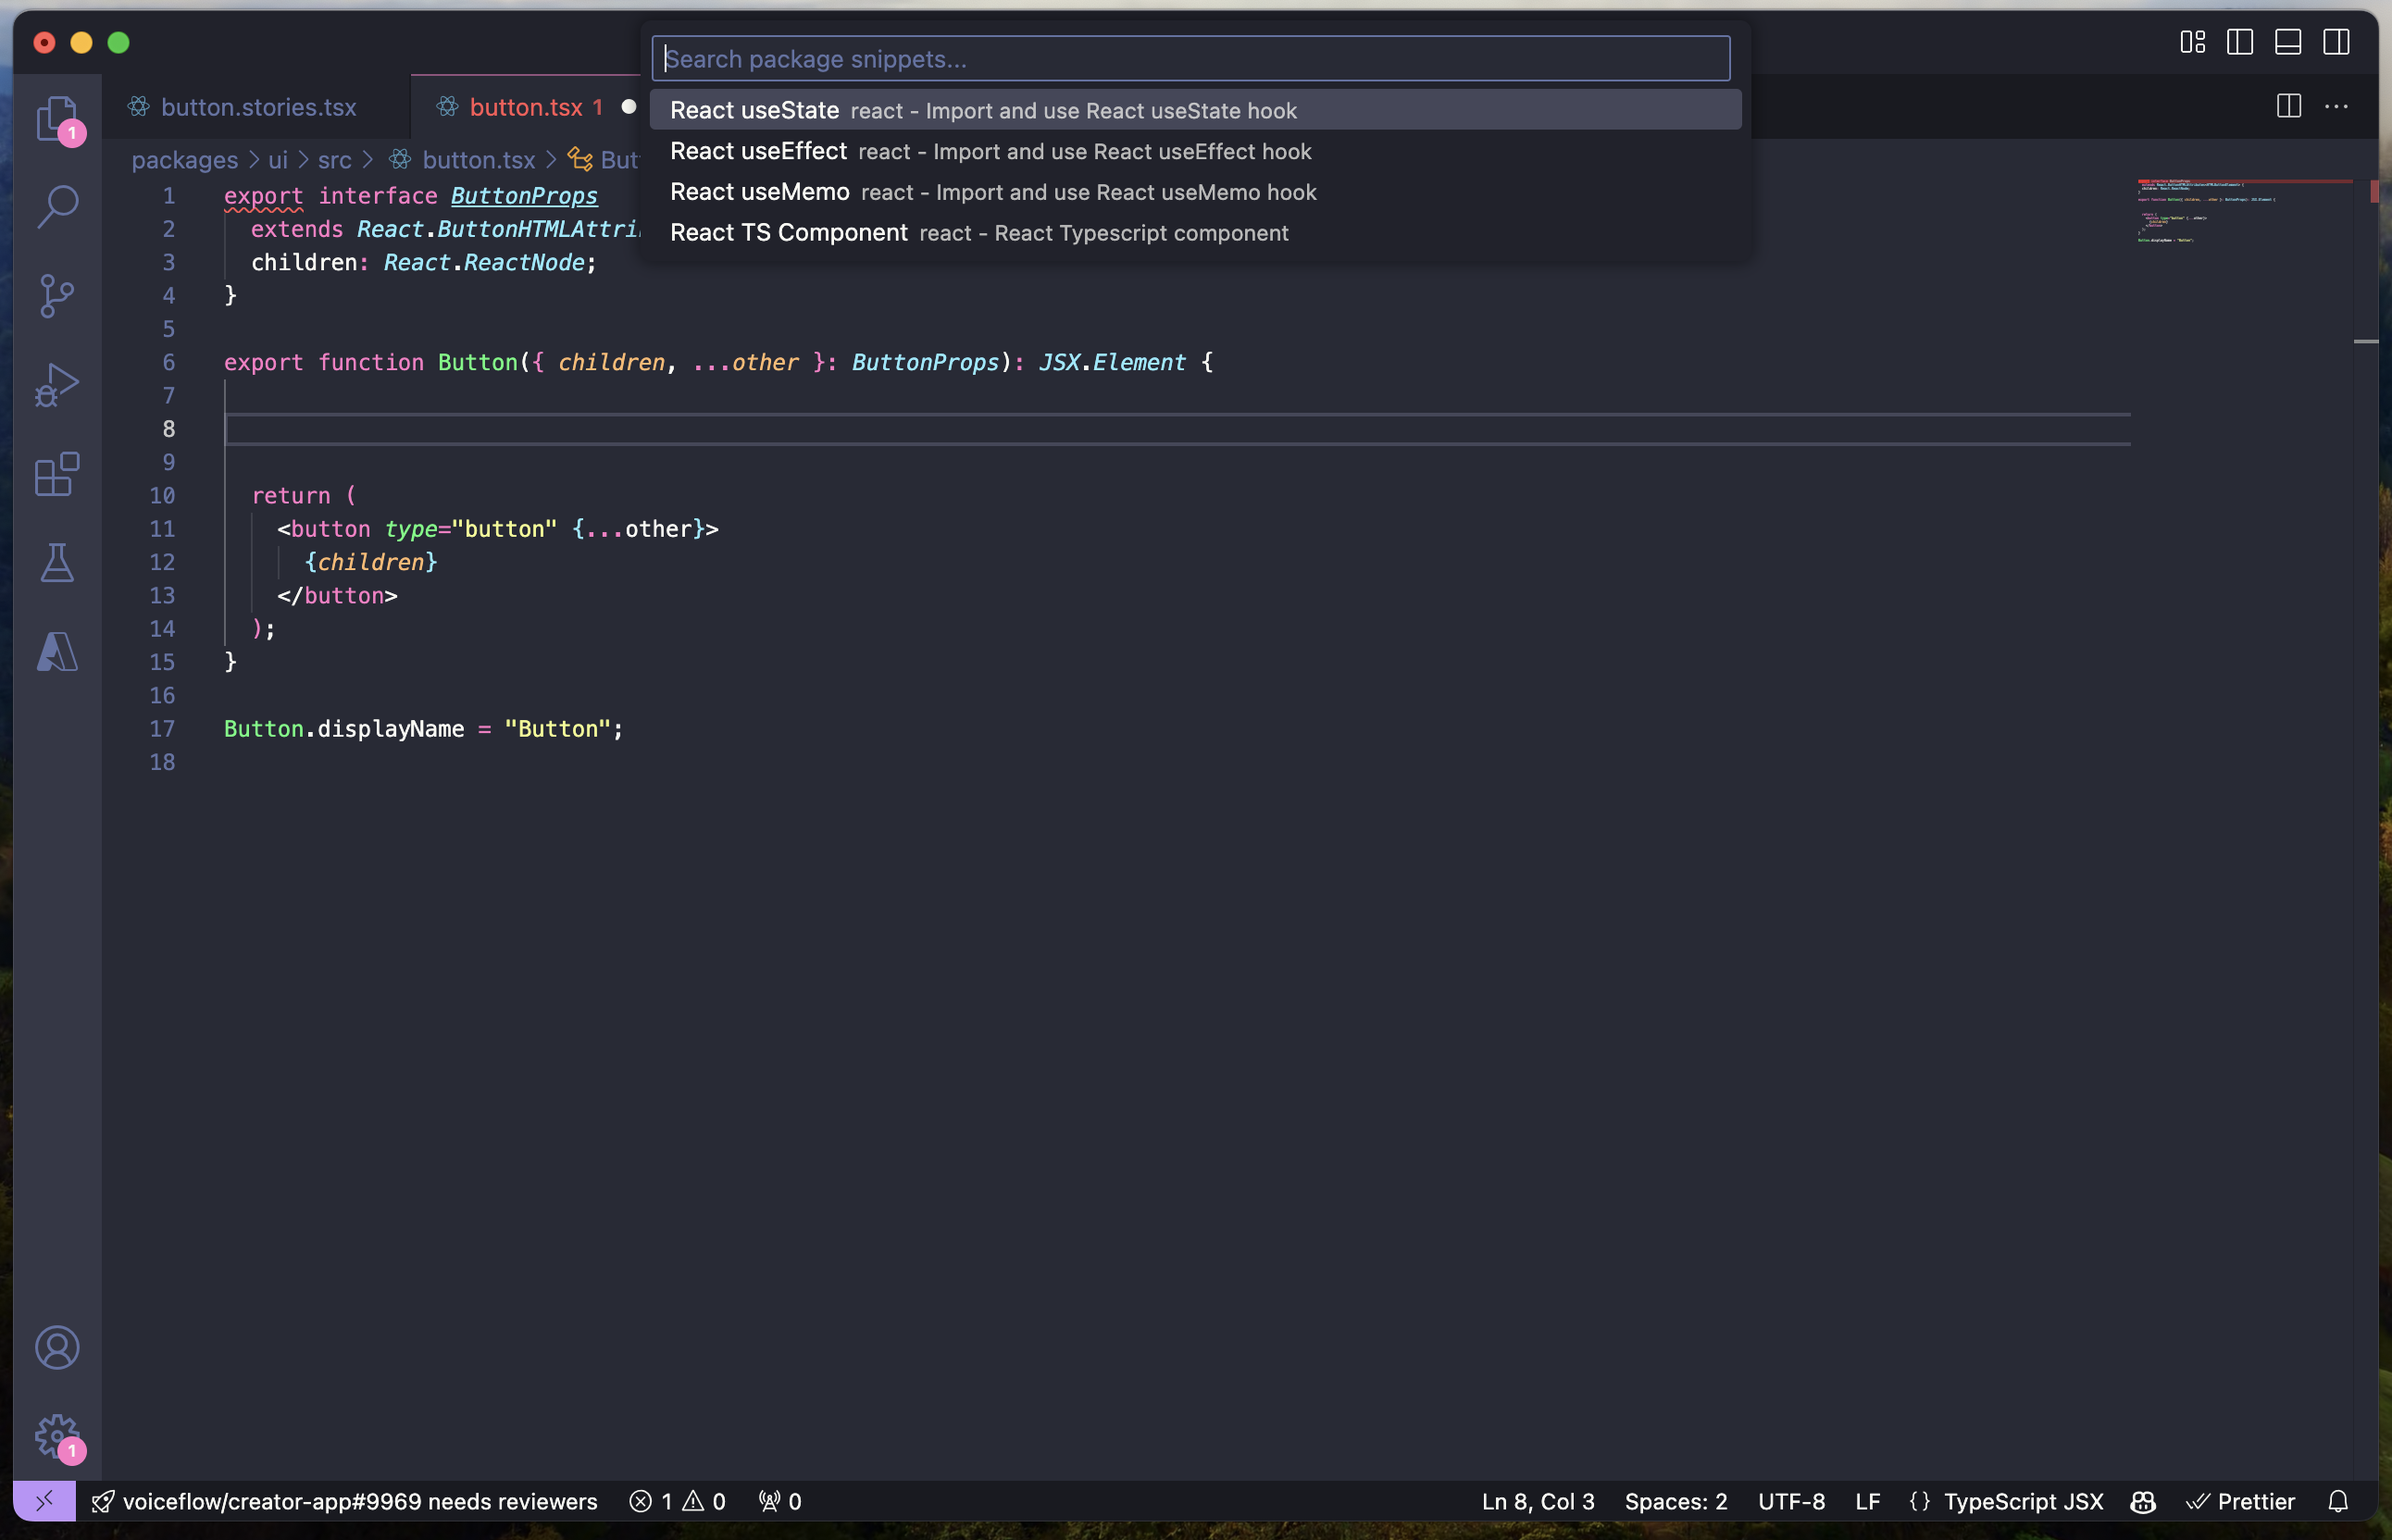 Search package snippets...
React useState react - Import and use React useState hook
React useEffect react - Import and use React useEffect hook
React useMemo react - Import and use React useMemo hook
React TS Component react - React Typescript component
button.stories.tsx
button.tsx 1
packages > ui > src > button.tsx > But
1 export interface ButtonProps
2 extends React.ButtonHTMLAttri
3 children: React.ReactNode;
4 }
5
6 export function Button({ children, ...other }: ButtonProps): JSX.Element {
7
8
9
10 return (
11 <button type="button" {...other}>
12 {children}
13 </button>
14 );
15 }
16
17 Button.displayName = "Button";
18
1
1
voiceflow/creator-app#9969 needs reviewers 1 0 0 Ln 8, Col 3 Spaces: 2 UTF-8 LF {} TypeScript JSX Prettier